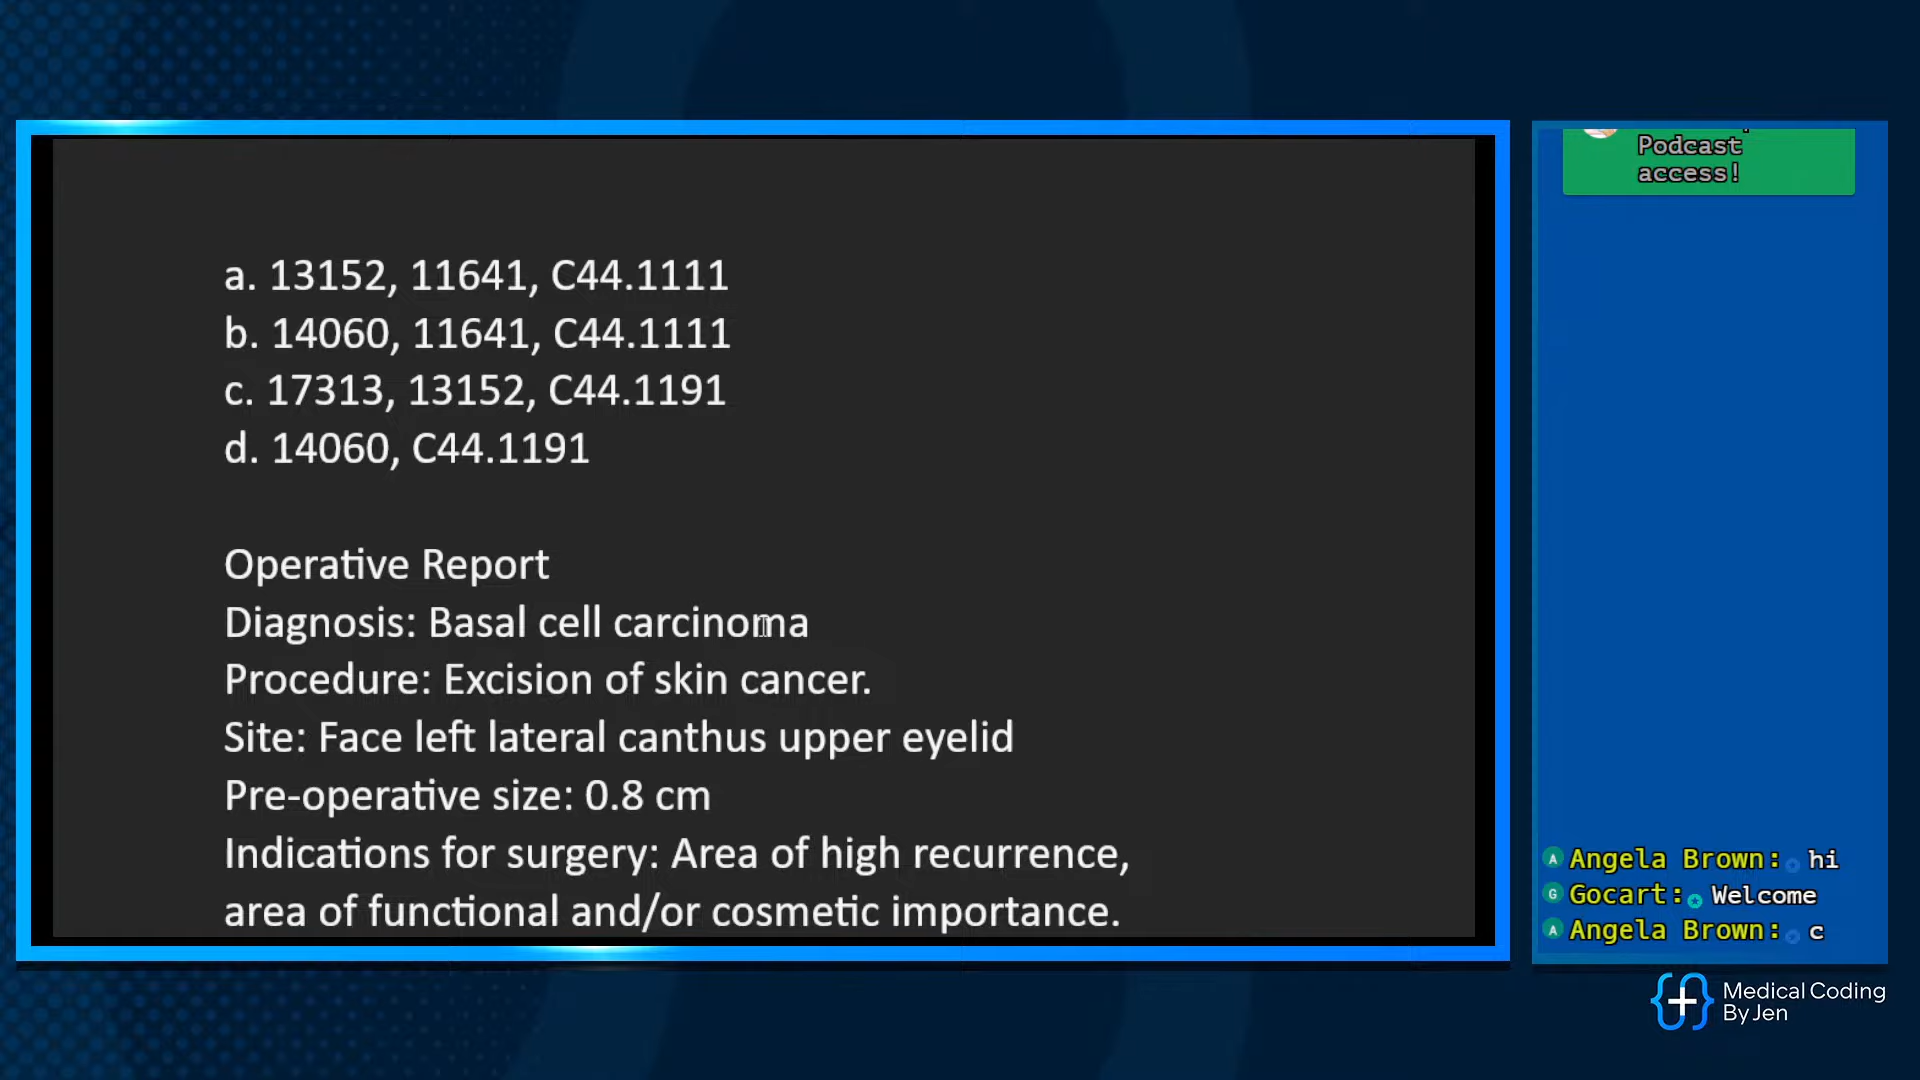 a. 13152, 11641, C44.1111
b. 14060, 11641, C44.1111
c. 17313, 13152, C44.1191
d. 14060, C44.1191
Operative Report
Diagnosis: Basal cell carcinoma
Procedure: Excision of skin cancer.
Site: Face left lateral canthus upper eyelid
Pre-operative size: 0.8 cm
Indications for surgery: Area of high recurrence,
area of functional and/or cosmetic importance.
Podcast
access!
A Angela Brown: hi
G Gocart: Welcome
A Angela Brown: c
Medical Coding
By Jen